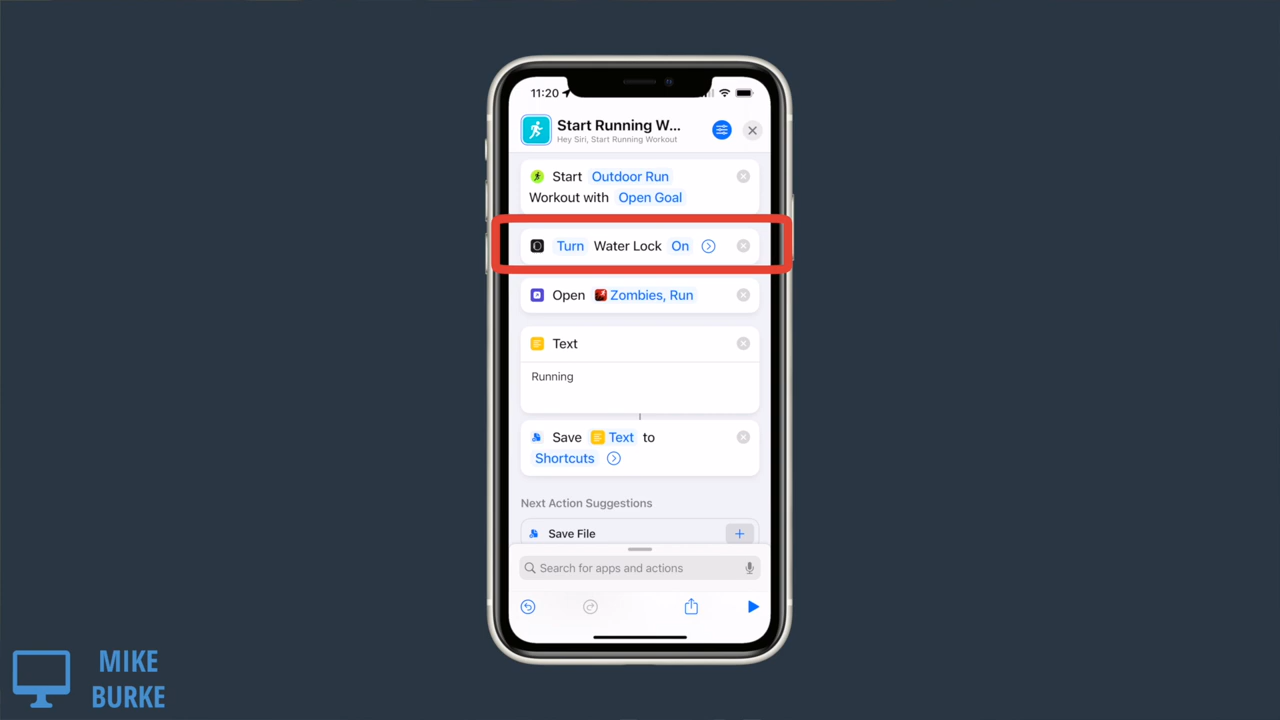 11:20
Start Running W...
Hey Siri, Start Running Workout
Start Outdoor Run
Workout with Open Goal
Turn Water Lock On
Open Zombies, Run
Text
Running
Save Text to
Shortcuts
Next Action Suggestions
Save File
Search for apps and actions
MIKE
BURKE